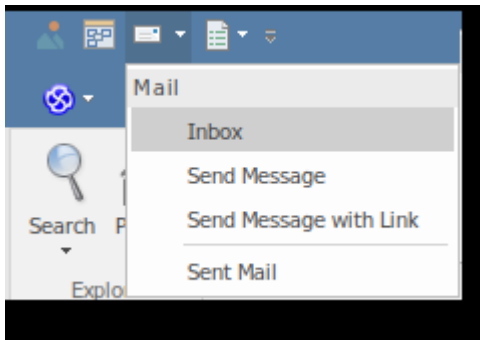 Mail
Inbox
Send Message
Send Message with Link
Sent Mail
Search